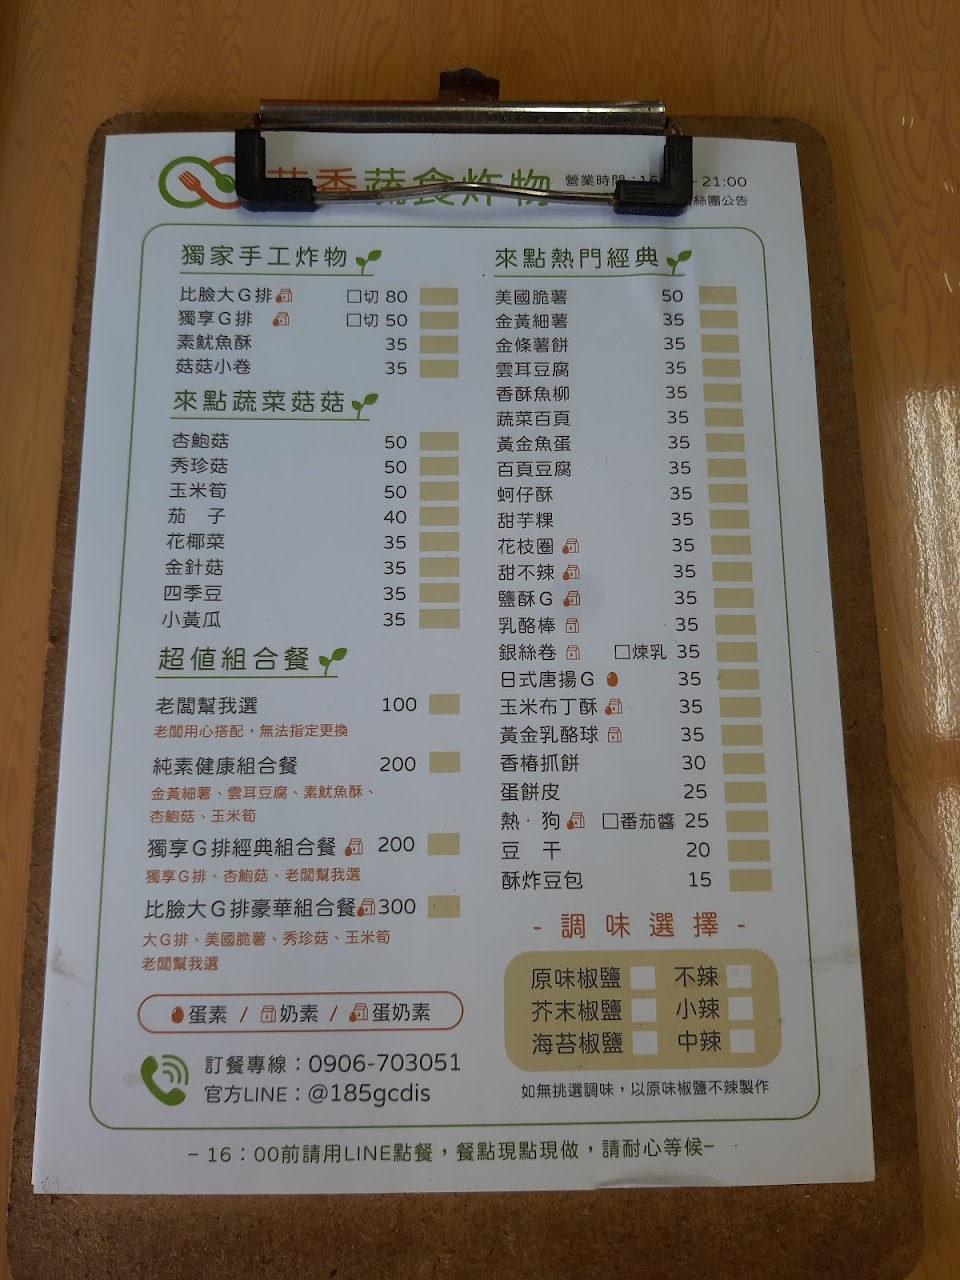 香蔬食炸物
營業時間：16 - 21:00
絲團公告
獨家手工炸物
比臉大G排 □切 80
獨享G排 □切 50
素魷魚酥 35
菇菇小卷 35
來點蔬菜菇菇
杏鮑菇 50
秀珍菇 50
玉米筍 50
茄 子 40
花椰菜 35
金針菇 35
四季豆 35
小黃瓜 35
超值組合餐
老闆幫我選 100
老闆用心搭配，無法指定更換
純素健康組合餐 200
金黃細薯、雲耳豆腐、素魷魚酥、
杏鮑菇、玉米筍
獨享G排經典組合餐 200
獨享G排、杏鮑菇、老闆幫我選
比臉大G排豪華組合餐 300
大G排、美國脆薯、秀珍菇、玉米筍
老闆幫我選
蛋素 / 奶素 / 蛋奶素
訂餐專線：0906-703051
官方LINE：@185gcdis
來點熱門經典
美國脆薯 50
金黃細薯 35
金條薯餅 35
雲耳豆腐 35
香酥魚柳 35
蔬菜百頁 35
黃金魚蛋 35
百頁豆腐 35
蚵仔酥 35
甜芋粿 35
花枝圈 35
甜不辣 35
鹽酥G 35
乳酪棒 35
銀絲卷 □煉乳 35
日式唐揚G 35
玉米布丁酥 35
黃金乳酪球 35
香椿抓餅 30
蛋餅皮 25
熱·狗 □番茄醬 25
豆 干 20
酥炸豆包 15
- 調味選擇 -
原味椒鹽 不辣
芥末椒鹽 小辣
海苔椒鹽 中辣
如無挑選調味，以原味椒鹽不辣製作
－16：00前請用LINE點餐，餐點現點現做，請耐心等候－